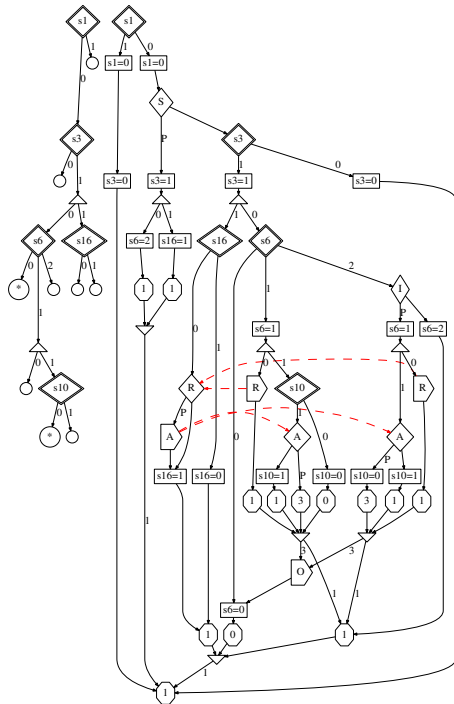 s1 s1
1 1 0
s1=0 s1=0
0
S
s3 s3
P
0 1 0
1
s3=0 s3=1 s3=1 s3=0
0 1 0 1 1 0
s6 s16 s6=2 s16=1 s16 s6
0 2 0 1 2
* 1 1 I
1 1 P
s6=1 s6=1 s6=2
0 1 0 1 0
0 1
s10 R R s10 R
0 1 P 1 0
* A A A
1 P
0 P
s16=1 s16=0 s10=1 s10=0 s10=0 s10=1
1 1 3 0 3 1 1
1 3 3
O
1 1
s6=0
1 0 1
1
1